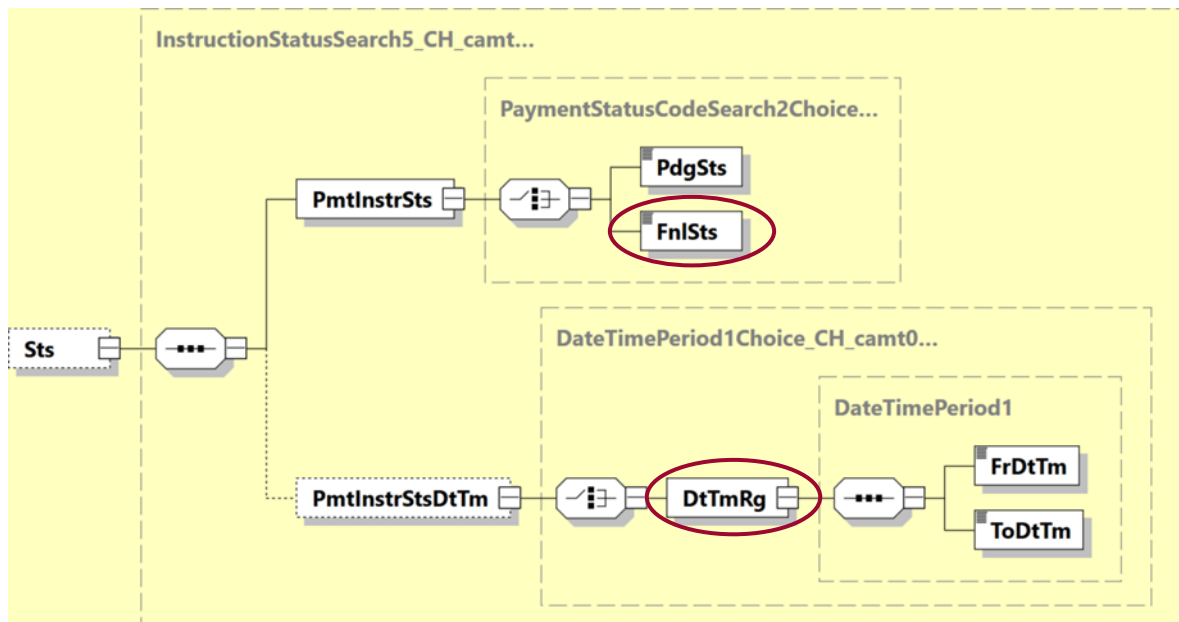 InstructionStatusSearch5_CH_camt...
PaymentStatusCodeSearch2Choice...
PdgSts
PmtInstrSts
FnlSts
DateTimePeriod1Choice_CH_camt0...
Sts
DateTimePeriod1
FrDtTm
PmtInstrStsDtTm
DtTmRg
ToDtTm